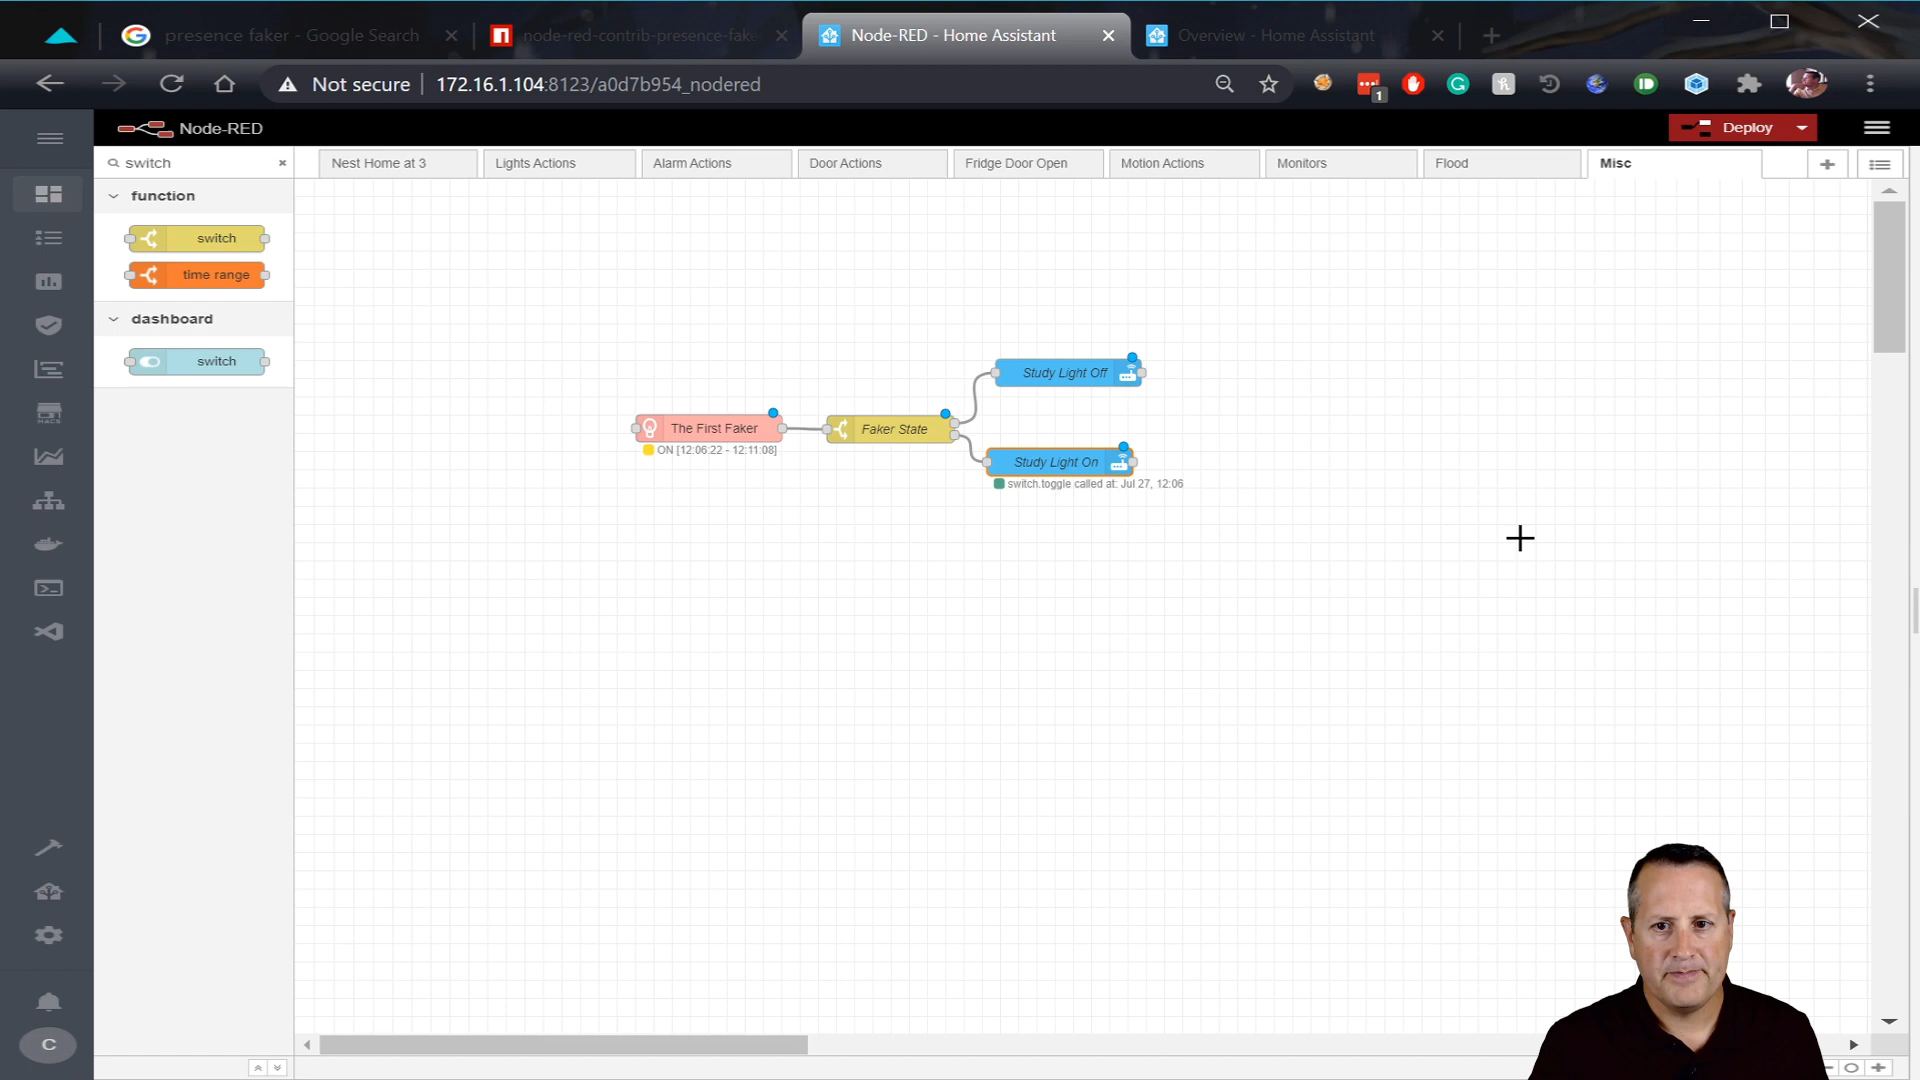 presence faker - Google Search
node-red-contrib-presence-fake
Node-RED - Home Assistant
Overview - Home Assistant
Not secure
172.16.1.104:8123/a0d7b954_nodered
1
Node-RED
Deploy
switch
Nest Home at 3
Lights Actions
Alarm Actions
Door Actions
Fridge Door Open
Motion Actions
Monitors
Flood
Misc
function
switch
time range
dashboard
switch
Study Light Off
The First Faker
Faker State
ON [12:06:22 - 12:11:08]
Study Light On
switch.toggle called at: Jul 27, 12:06
HACS
C